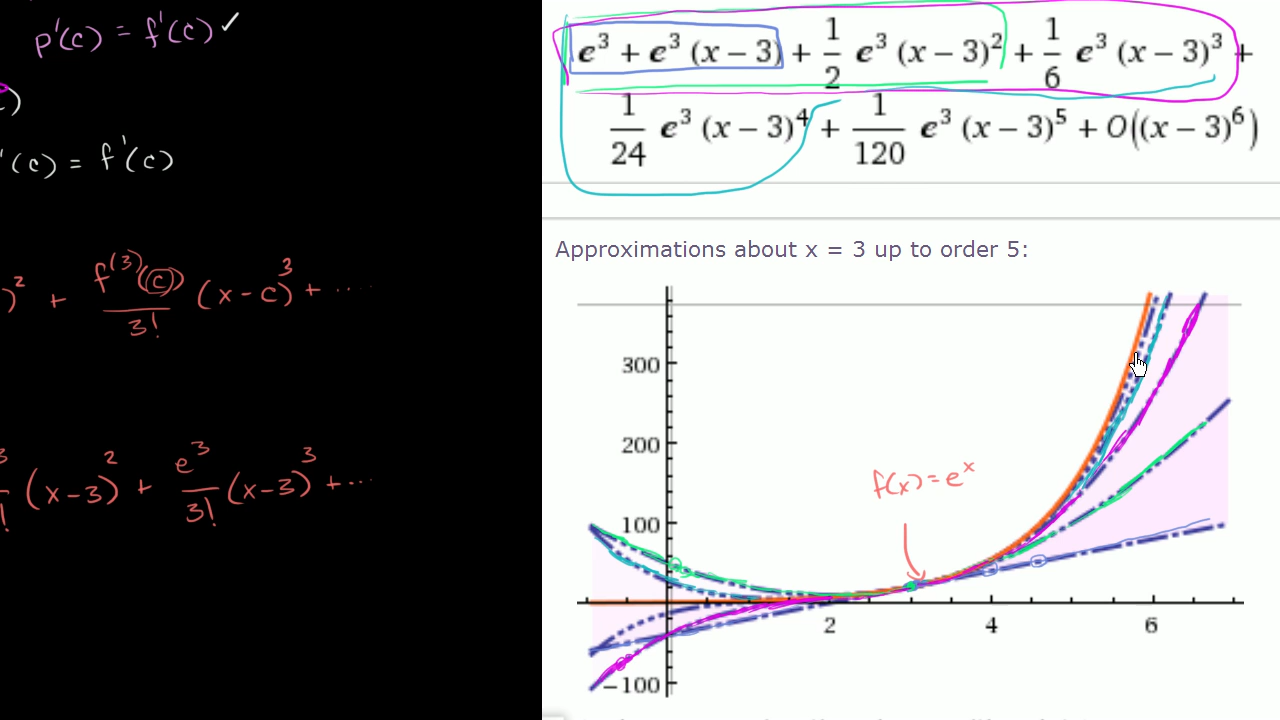 p'(c) = f'(c) ✓
c)
'(c) = f'(c)
)² + f⁽³⁾(c)/3! (x-c)³ + ....
3/! (x-3)² + e³/3! (x-3)³ + ...
e³ + e³ (x − 3) + 1/2 e³ (x − 3)² + 1/6 e³ (x − 3)³ +
1/24 e³ (x − 3)⁴ + 1/120 e³ (x − 3)⁵ + O((x − 3)⁶)
Approximations about x = 3 up to order 5:
300
200
f(x) = eˣ
100
2 4 6
−100